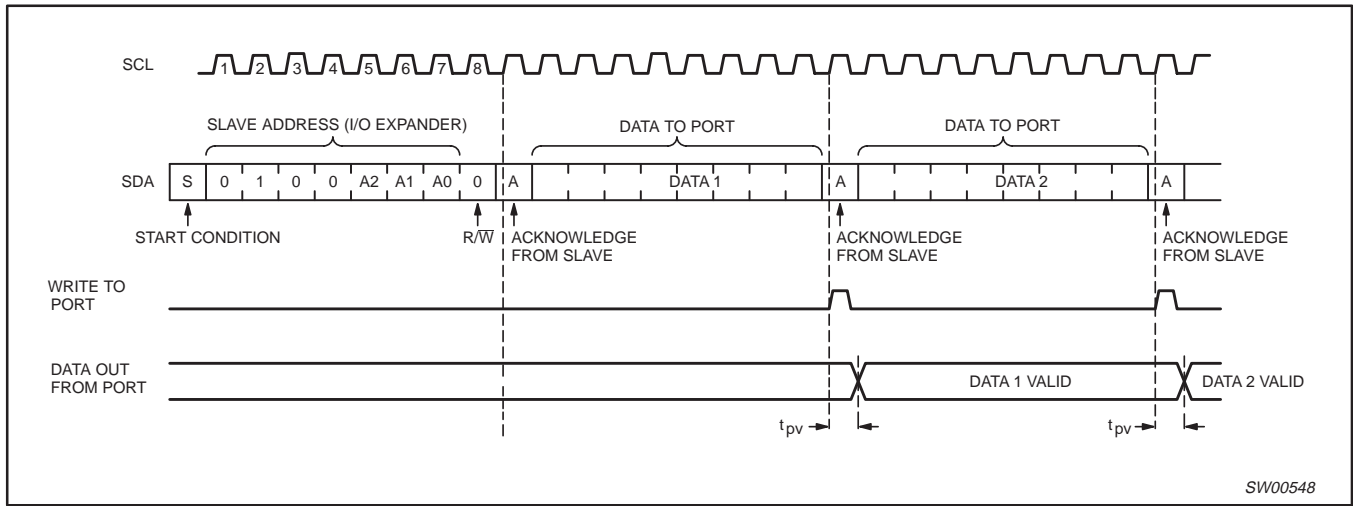 SCL
1 2 3 4 5 6 7 8
SLAVE ADDRESS (I/O EXPANDER)
DATA TO PORT
DATA TO PORT
SDA
S 0 1 0 0 A2 A1 A0 0 A DATA 1 A DATA 2 A
START CONDITION
R/W̅
ACKNOWLEDGE
FROM SLAVE
ACKNOWLEDGE
FROM SLAVE
ACKNOWLEDGE
FROM SLAVE
WRITE TO
PORT
DATA OUT
FROM PORT
DATA 1 VALID
DATA 2 VALID
tpv
tpv
SW00548